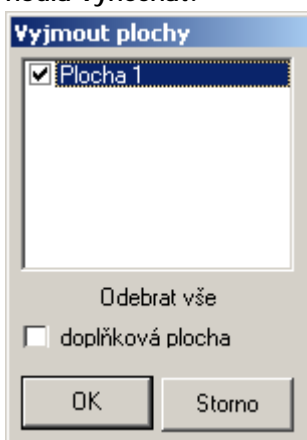 Vyjmout plochy
Plocha 1
Odebrat vše
doplňková plocha
OK
Storno